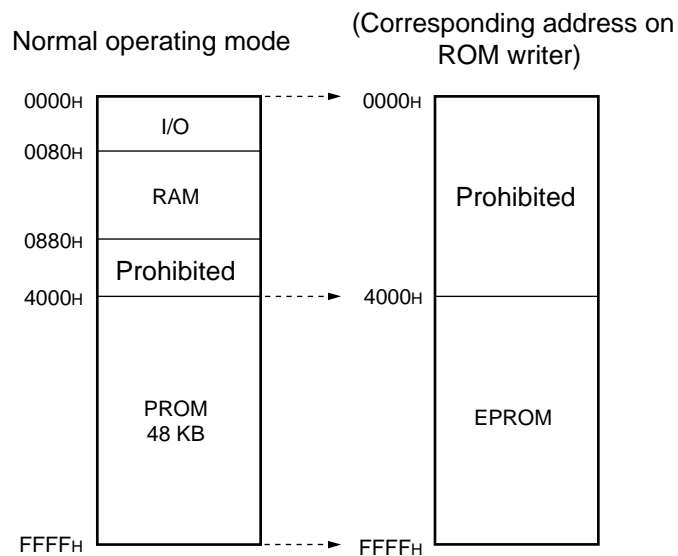 Normal operating mode
(Corresponding address on
ROM writer)
0000H
I/O
0080H
RAM
0880H
Prohibited
4000H
PROM
48 KB
FFFFH
0000H
Prohibited
4000H
EPROM
FFFFH